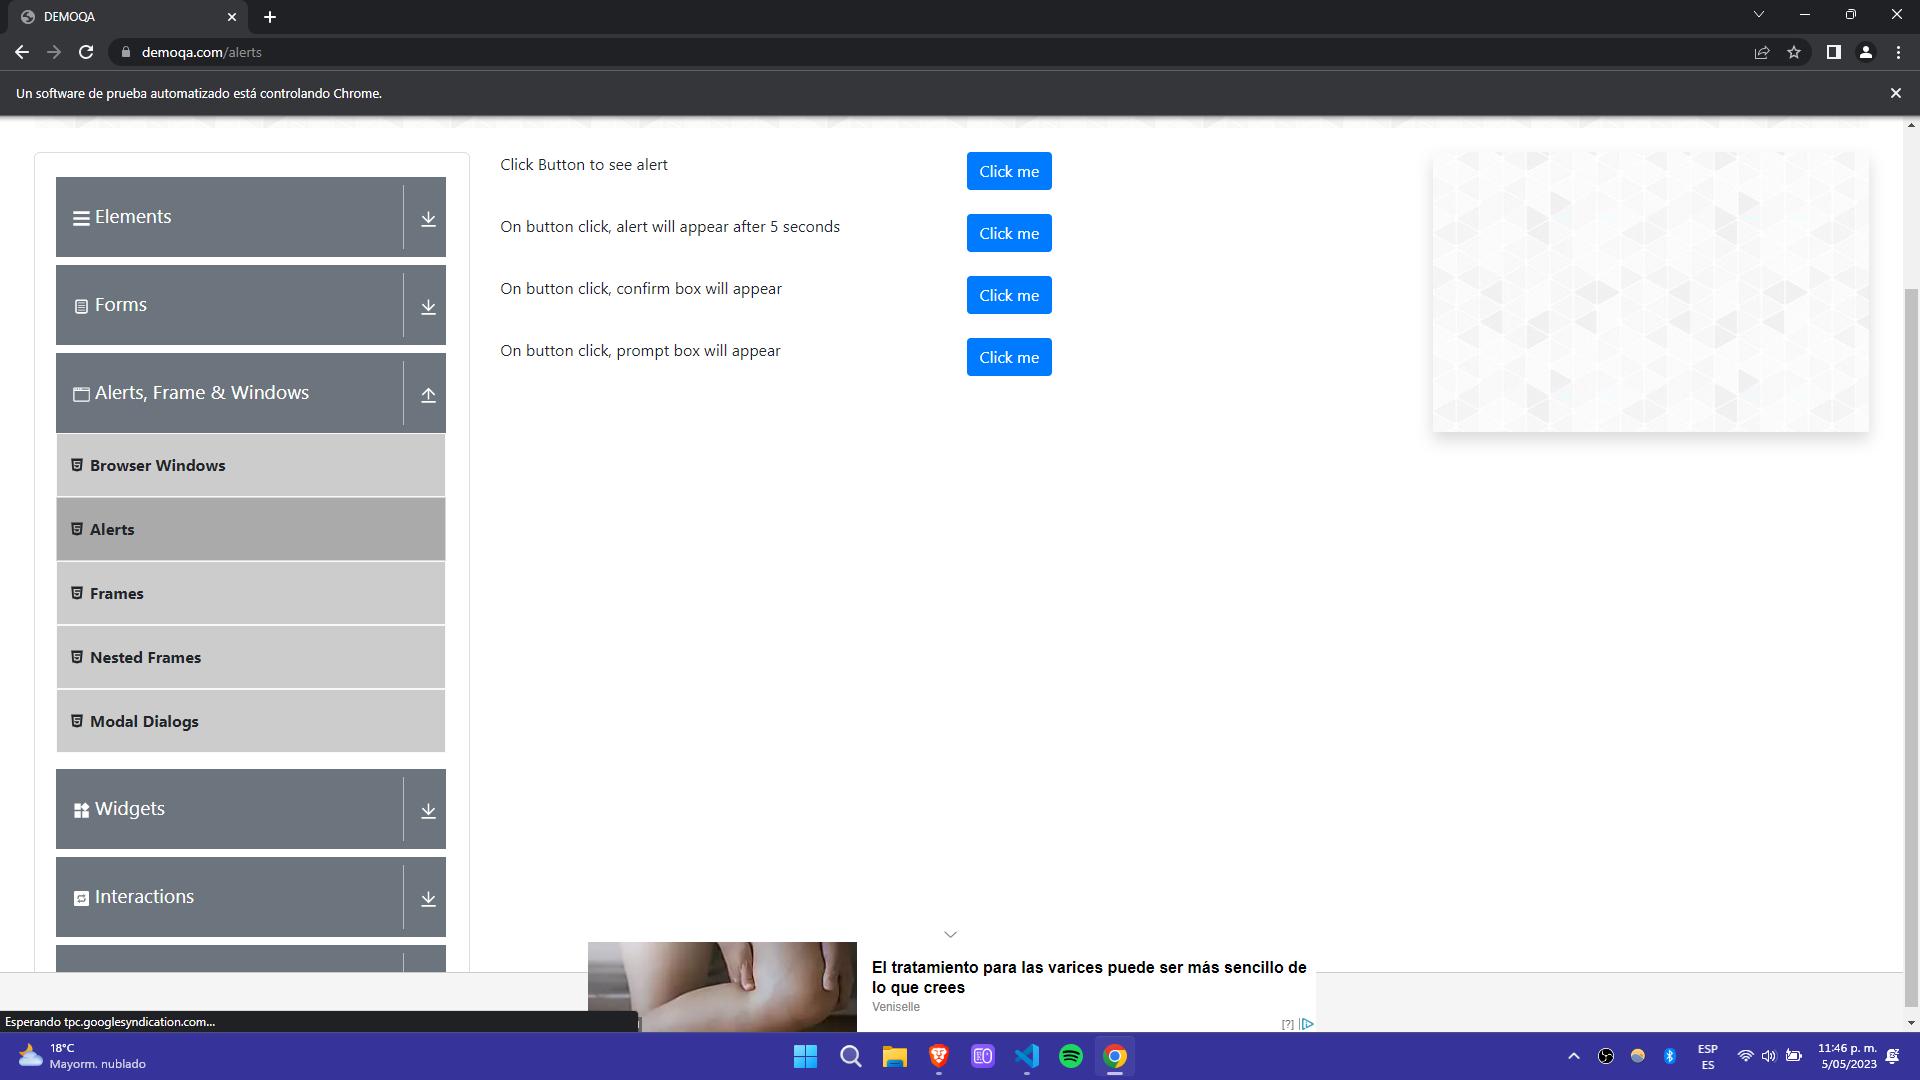 DEMOQA
demoqa.com/alerts
Un software de prueba automatizado está controlando Chrome.
Elements
Forms
Alerts, Frame & Windows
Browser Windows
Alerts
Frames
Nested Frames
Modal Dialogs
Widgets
Interactions
Click Button to see alert
Click me
On button click, alert will appear after 5 seconds
Click me
On button click, confirm box will appear
Click me
On button click, prompt box will appear
Click me
El tratamiento para las varices puede ser más sencillo de
lo que crees
Veniselle
[?]
Esperando tpc.googlesyndication.com...
18°C
Mayorm. nublado
ESP
ES
11:46 p. m.
5/05/2023